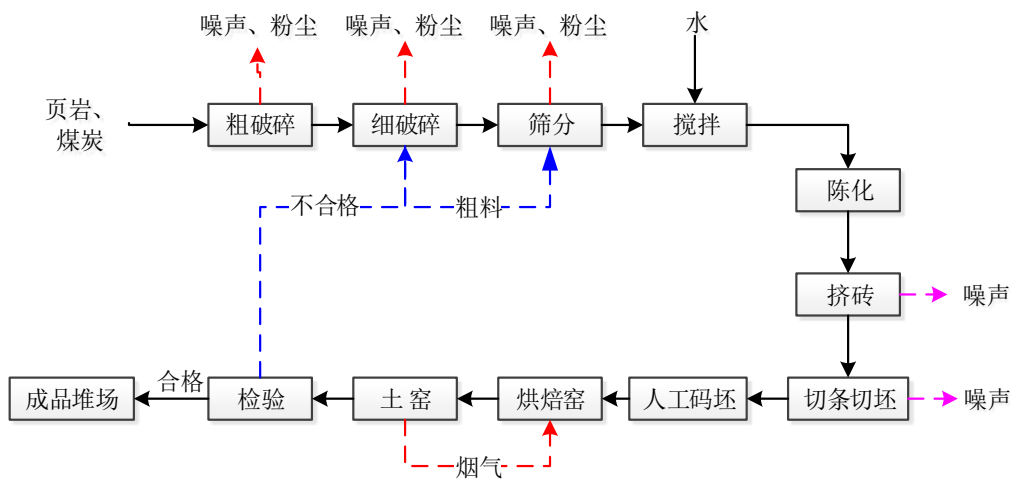 噪声、粉尘
噪声、粉尘
噪声、粉尘
水
页岩、
煤炭
粗破碎
细破碎
筛分
搅拌
陈化
不合格
粗料
挤砖
噪声
成品堆场
合格
检验
土窑
烘焙窑
人工码坯
切条切坯
噪声
烟气